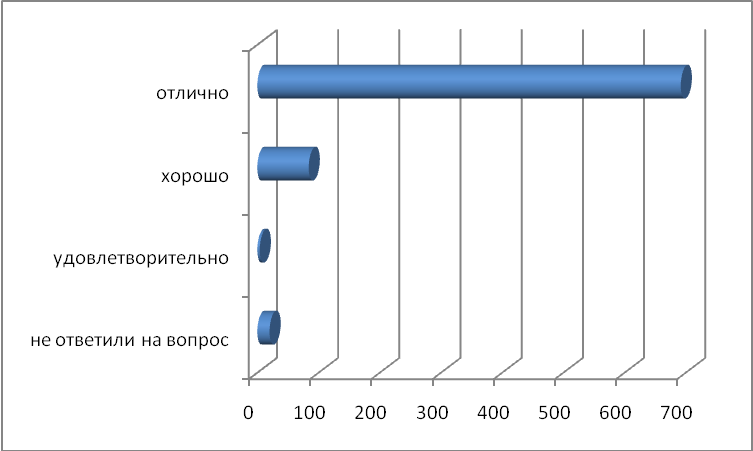 отлично
хорошо
удовлетворительно
не ответили на вопрос
0 100 200 300 400 500 600 700